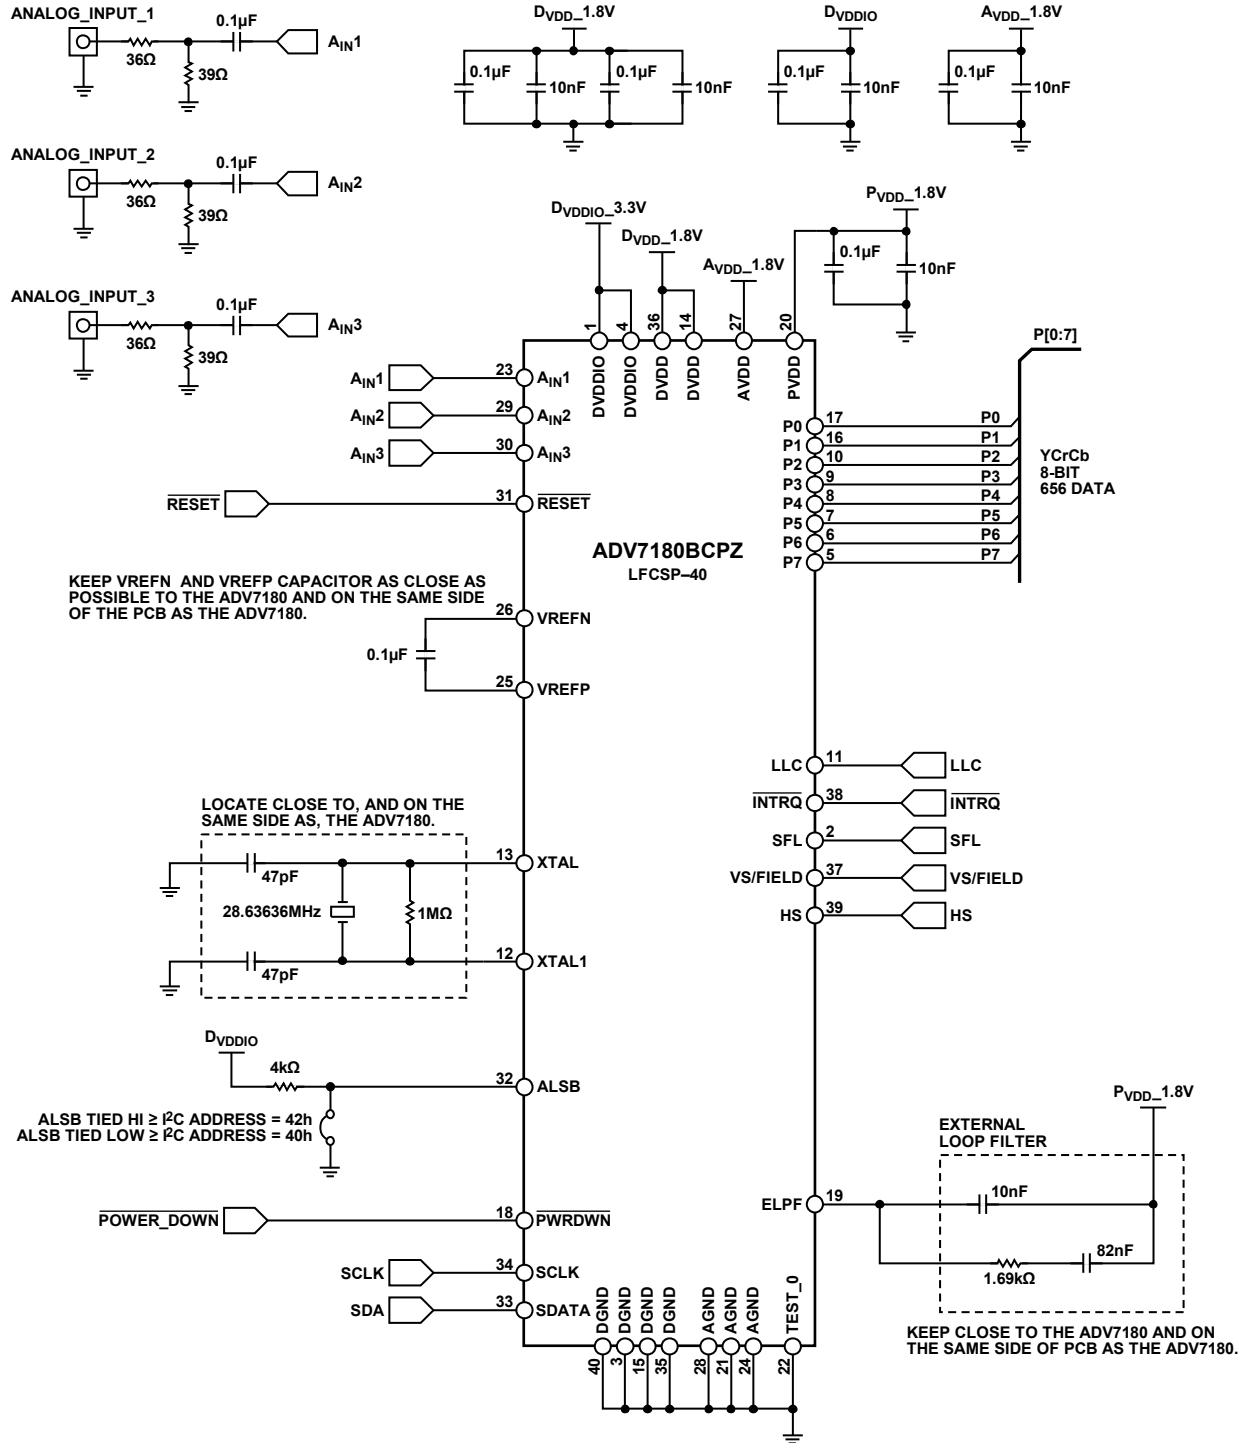 ANALOG_INPUT_1
0.1µF
36Ω
39Ω
AIN1
DVDD_1.8V
0.1µF
10nF
0.1µF
10nF
DVDDIO
0.1µF
10nF
AVDD_1.8V
0.1µF
10nF
ANALOG_INPUT_2
0.1µF
36Ω
39Ω
AIN2
ANALOG_INPUT_3
0.1µF
36Ω
39Ω
AIN3
DVDDIO_3.3V
DVDD_1.8V
AVDD_1.8V
PVDD_1.8V
0.1µF
10nF
1
4
36
14
27
20
DVDDIO
DVDDIO
DVDD
DVDD
AVDD
PVDD
AIN1
23
AIN1
AIN2
29
AIN2
AIN3
30
AIN3
RESET
31
RESET
P[0:7]
P0
17
P0
P1
16
P1
P2
10
P2
P3
9
P3
P4
8
P4
P5
7
P5
P6
6
P6
P7
5
P7
YCrCb
8-BIT
656 DATA
ADV7180BCPZ
LFCSP–40
KEEP VREFN AND VREFP CAPACITOR AS CLOSE AS
POSSIBLE TO THE ADV7180 AND ON THE SAME SIDE
OF THE PCB AS THE ADV7180.
26
VREFN
0.1µF
25
VREFP
LLC
11
LLC
INTRQ
38
INTRQ
SFL
2
SFL
VS/FIELD
37
VS/FIELD
HS
39
HS
LOCATE CLOSE TO, AND ON THE
SAME SIDE AS, THE ADV7180.
47pF
13
XTAL
28.63636MHz
1MΩ
47pF
12
XTAL1
DVDDIO
4kΩ
32
ALSB
ALSB TIED HI ≥ I2C ADDRESS = 42h
ALSB TIED LOW ≥ I2C ADDRESS = 40h
POWER_DOWN
18
PWRDWN
SCLK
34
SCLK
SDA
33
SDATA
PVDD_1.8V
EXTERNAL
LOOP FILTER
ELPF
19
10nF
82nF
1.69kΩ
KEEP CLOSE TO THE ADV7180 AND ON
THE SAME SIDE OF PCB AS THE ADV7180.
DGND
DGND
DGND
DGND
AGND
AGND
AGND
TEST_0
40
3
15
35
28
21
24
22